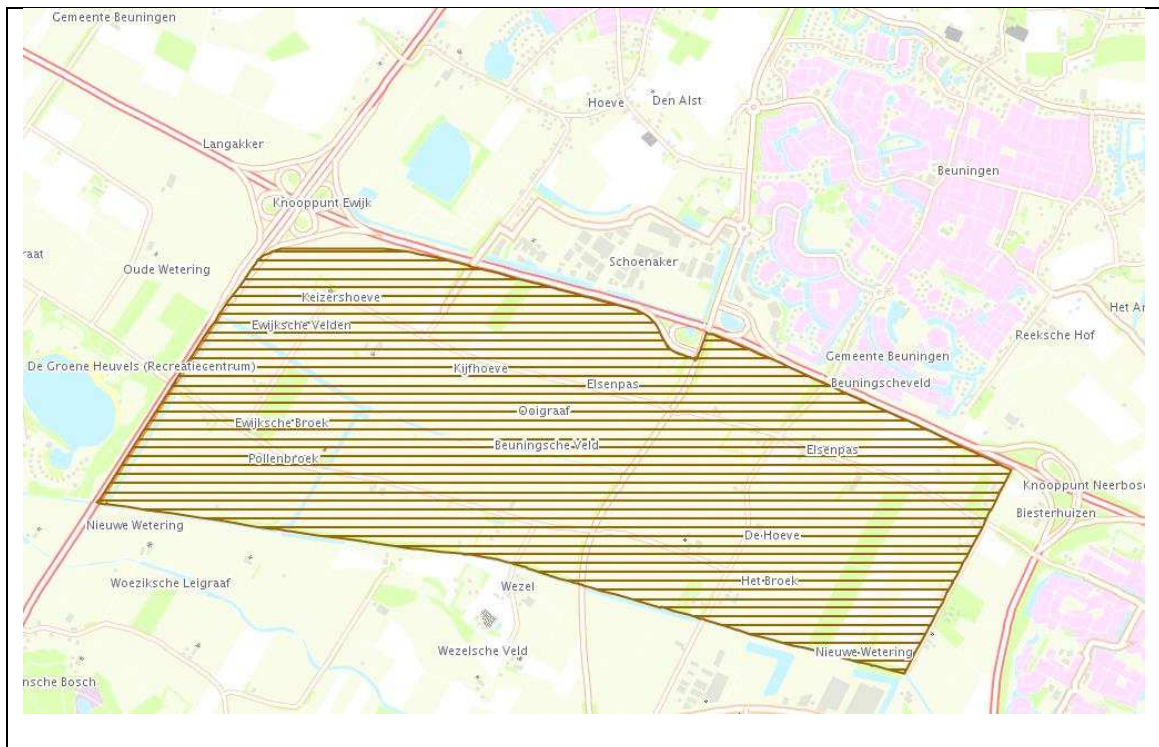 Gemeente Beuningen
Hoeve
Den Alst
Langakker
Beuningen
Knooppunt Ewijk
Schoenaker
raat
Oude Wetering
Keizershoeve
Het Ar
Ewijksche Velden
Reeksche Hof
De Groene Heuvels (Recreatiecentrum)
Kijfhoeve
Gemeente Beuningen
Elsenpas
Beuningscheveld
Ooigraaf
Ewijksche Broek
Beuningsche Veld
Elsenpas
Pollenbroek
Knooppunt Neerbosc
Biesterhuizen
Nieuwe Wetering
De Hoeve
Woeziksche Leigraaf
Wezel
Het Broek
Wezelsche Veld
Nieuwe Wetering
nsche Bosch